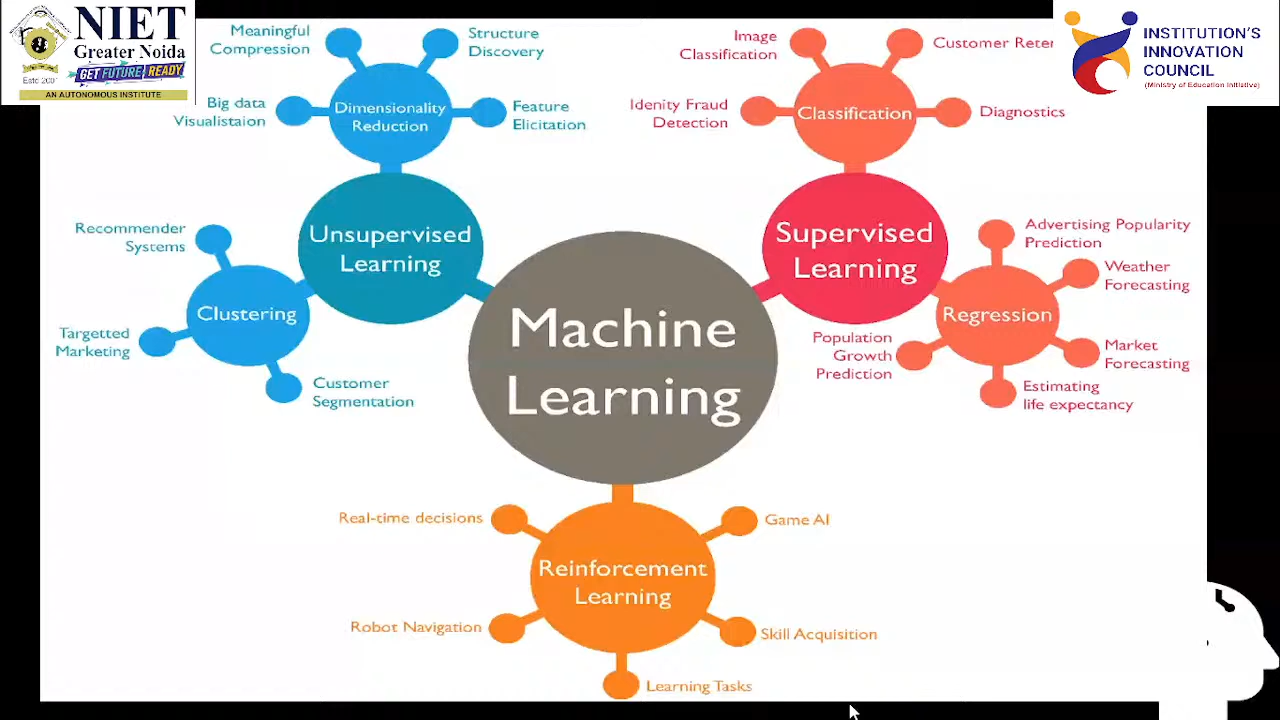 NIET
Greater Noida
GET FUTURE READY
AN AUTONOMOUS INSTITUTE
INSTITUTION'S
INNOVATION
COUNCIL
(Ministry of Education Initiative)
Meaningful
Compression
Structure
Discovery
Big data
Visualistaion
Dimensionality
Reduction
Feature
Elicitation
Image
Classification
Customer Reter
Idenity Fraud
Detection
Classification
Diagnostics
Recommender
Systems
Unsupervised
Learning
Clustering
Targetted
Marketing
Customer
Segmentation
Supervised
Learning
Advertising Popularity
Prediction
Weather
Forecasting
Regression
Population
Growth
Prediction
Market
Forecasting
Estimating
life expectancy
Machine
Learning
Real-time decisions
Game AI
Reinforcement
Learning
Robot Navigation
Skill Acquisition
Learning Tasks